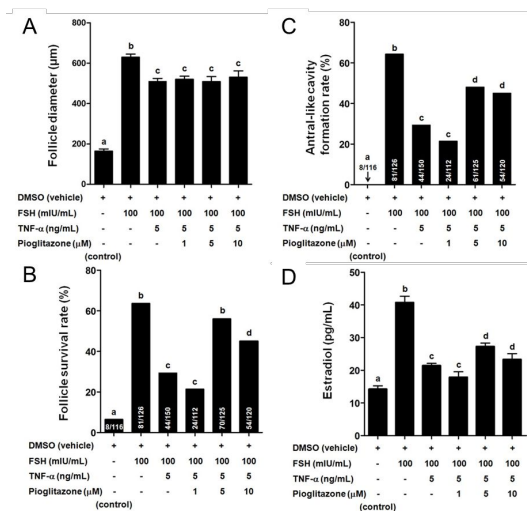 A
Follicle diameter (μm)
800
600
400
200
0
a
b
c
c
c
c
DMSO (vehicle) + + + + + +
FSH (mIU/mL) - 100 100 100 100 100
TNF-α (ng/mL) - - 5 5 5 5
Pioglitazone (μM) - - - 1 5 10
(control)
B
Follicle survival rate (%)
80
60
40
20
0
a
b
c
c
b
d
8/116
81/126
44/150
24/112
70/125
54/120
DMSO (vehicle) + + + + + +
FSH (mIU/mL) - 100 100 100 100 100
TNF-α (ng/mL) - - 5 5 5 5
Pioglitazone (μM) - - - 1 5 10
(control)
C
Antral-like cavity
formation rate (%)
80
60
40
20
0
a
8/116
b
c
c
d
d
81/126
44/150
24/112
61/125
54/120
DMSO (vehicle) + + + + + +
FSH (mIU/mL) - 100 100 100 100 100
TNF-α (ng/mL) - - 5 5 5 5
Pioglitazone (μM) - - - 1 5 10
(control)
D
Estradiol (pg/mL)
50
40
30
20
10
0
a
b
c
c
d
d
DMSO (vehicle) + + + + + +
FSH (mIU/mL) - 100 100 100 100 100
TNF-α (ng/mL) - - 5 5 5 5
Pioglitazone (μM) - - - 1 5 10
(control)